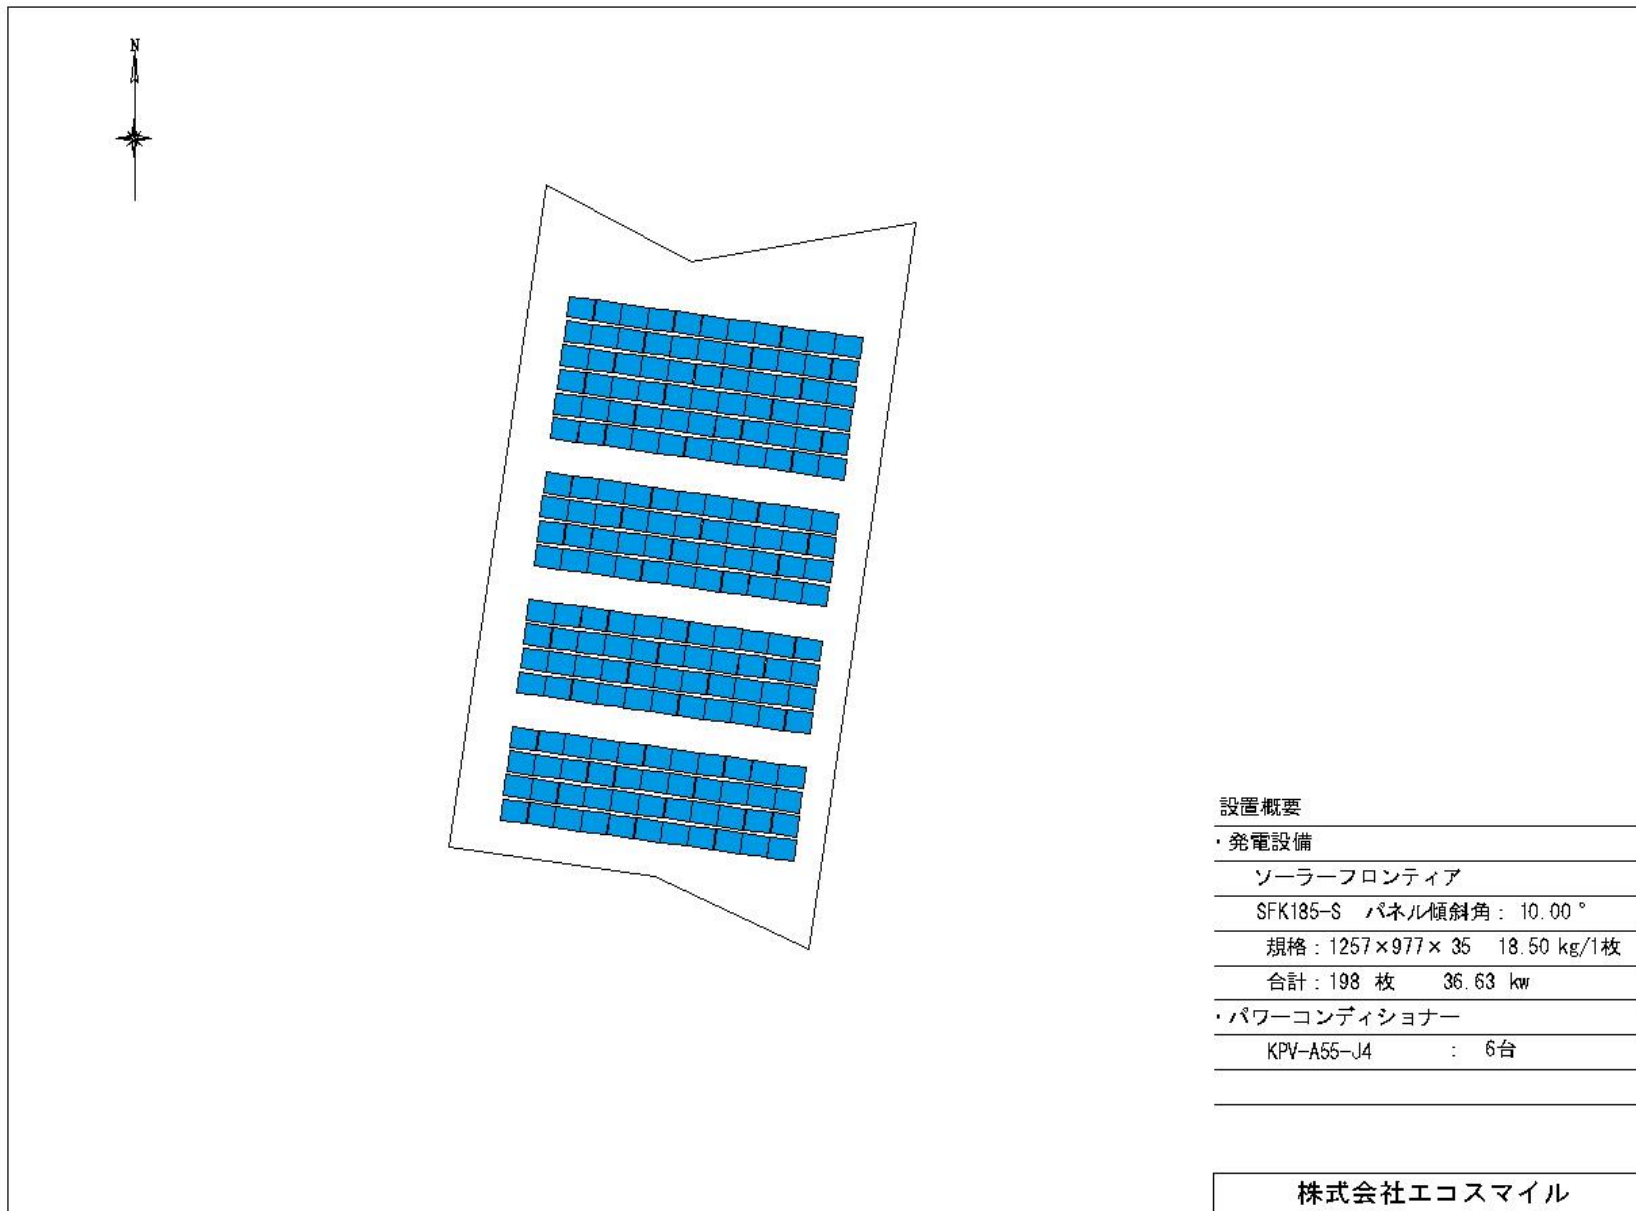 N
設置概要
・発電設備
ソーラーフロンティア
SFK185-S パネル傾斜角：10.00°
規格：1257×977×35 18.50 kg/1枚
合計：198 枚 36.63 kw
・パワーコンディショナー
KPV-A55-J4 ： 6台
株式会社エコスマイル